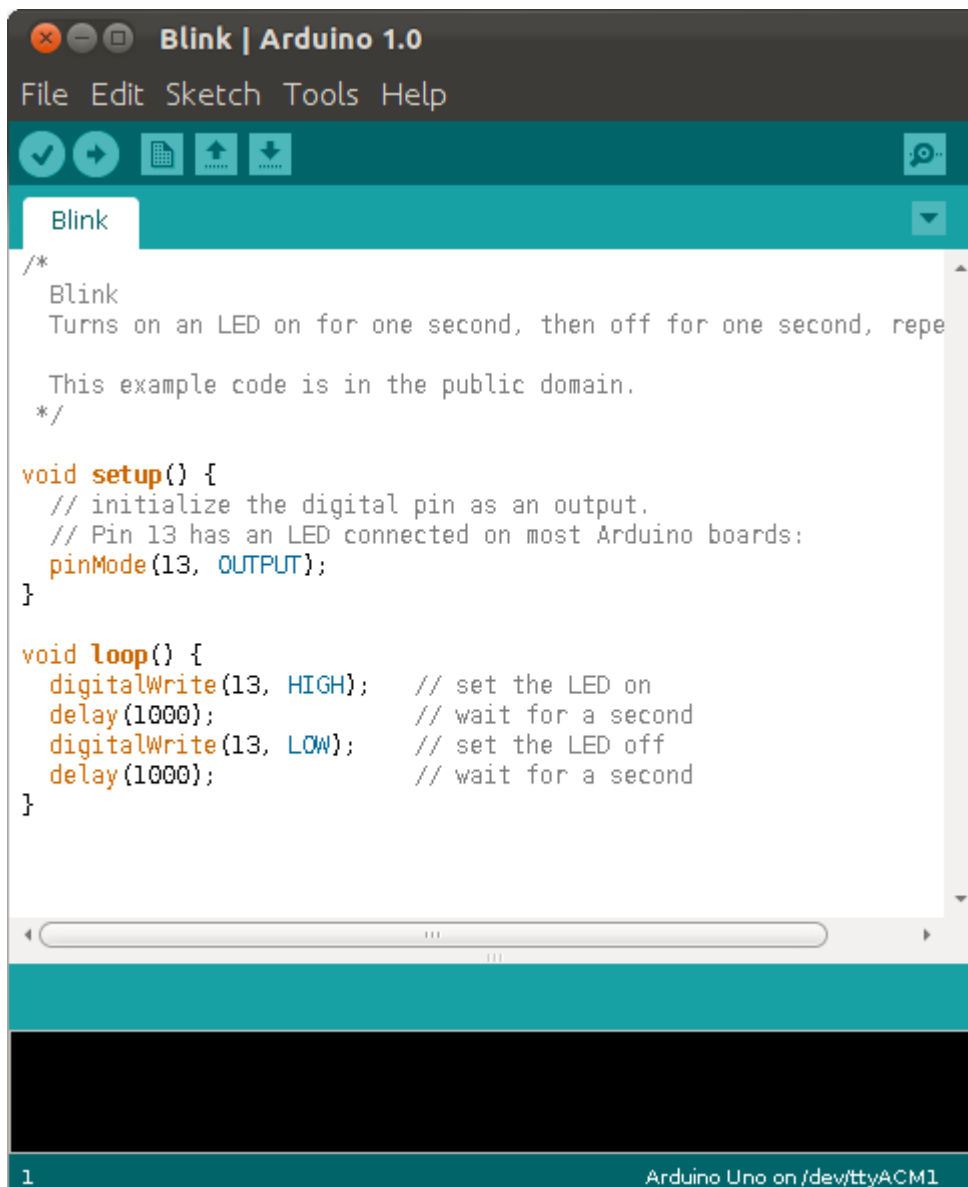 Blink | Arduino 1.0
File Edit Sketch Tools Help
Blink
/*
  Blink
  Turns on an LED on for one second, then off for one second, repe

  This example code is in the public domain.
 */

void setup() {
  // initialize the digital pin as an output.
  // Pin 13 has an LED connected on most Arduino boards:
  pinMode(13, OUTPUT);
}

void loop() {
  digitalWrite(13, HIGH);   // set the LED on
  delay(1000);              // wait for a second
  digitalWrite(13, LOW);    // set the LED off
  delay(1000);              // wait for a second
}
1 Arduino Uno on /dev/ttyACM1